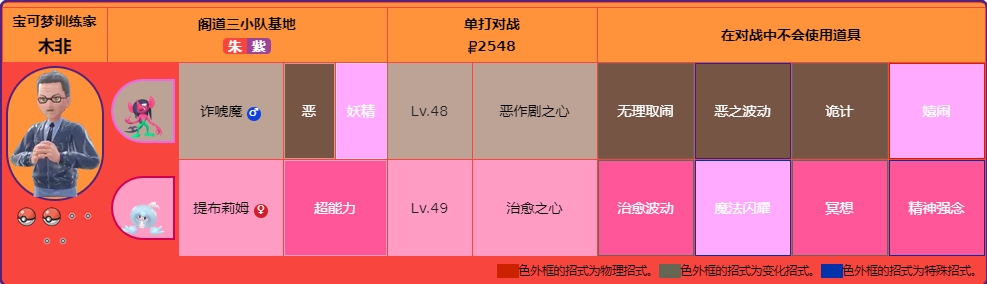 宝可梦训练家
木非
阁道三小队基地
朱 紫
单打对战
₽2548
在对战中不会使用道具
诈唬魔 ♂ 恶 妖精 Lv.48 恶作剧之心 无理取闹 恶之波动 诡计 嬉闹
提布莉姆 ♀ 超能力 Lv.49 治愈之心 治愈波动 魔法闪耀 冥想 精神强念
色外框的招式为物理招式。 色外框的招式为变化招式。 色外框的招式为特殊招式。